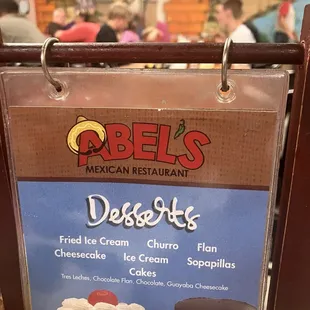 ABEL'S
MEXICAN RESTAURANT
Desserts
Fried Ice Cream Churro Flan
Cheesecake Ice Cream Sopapillas
Cakes
Tres Leches, Chocolate Flan, Chocolate, Guayaba Cheesecake